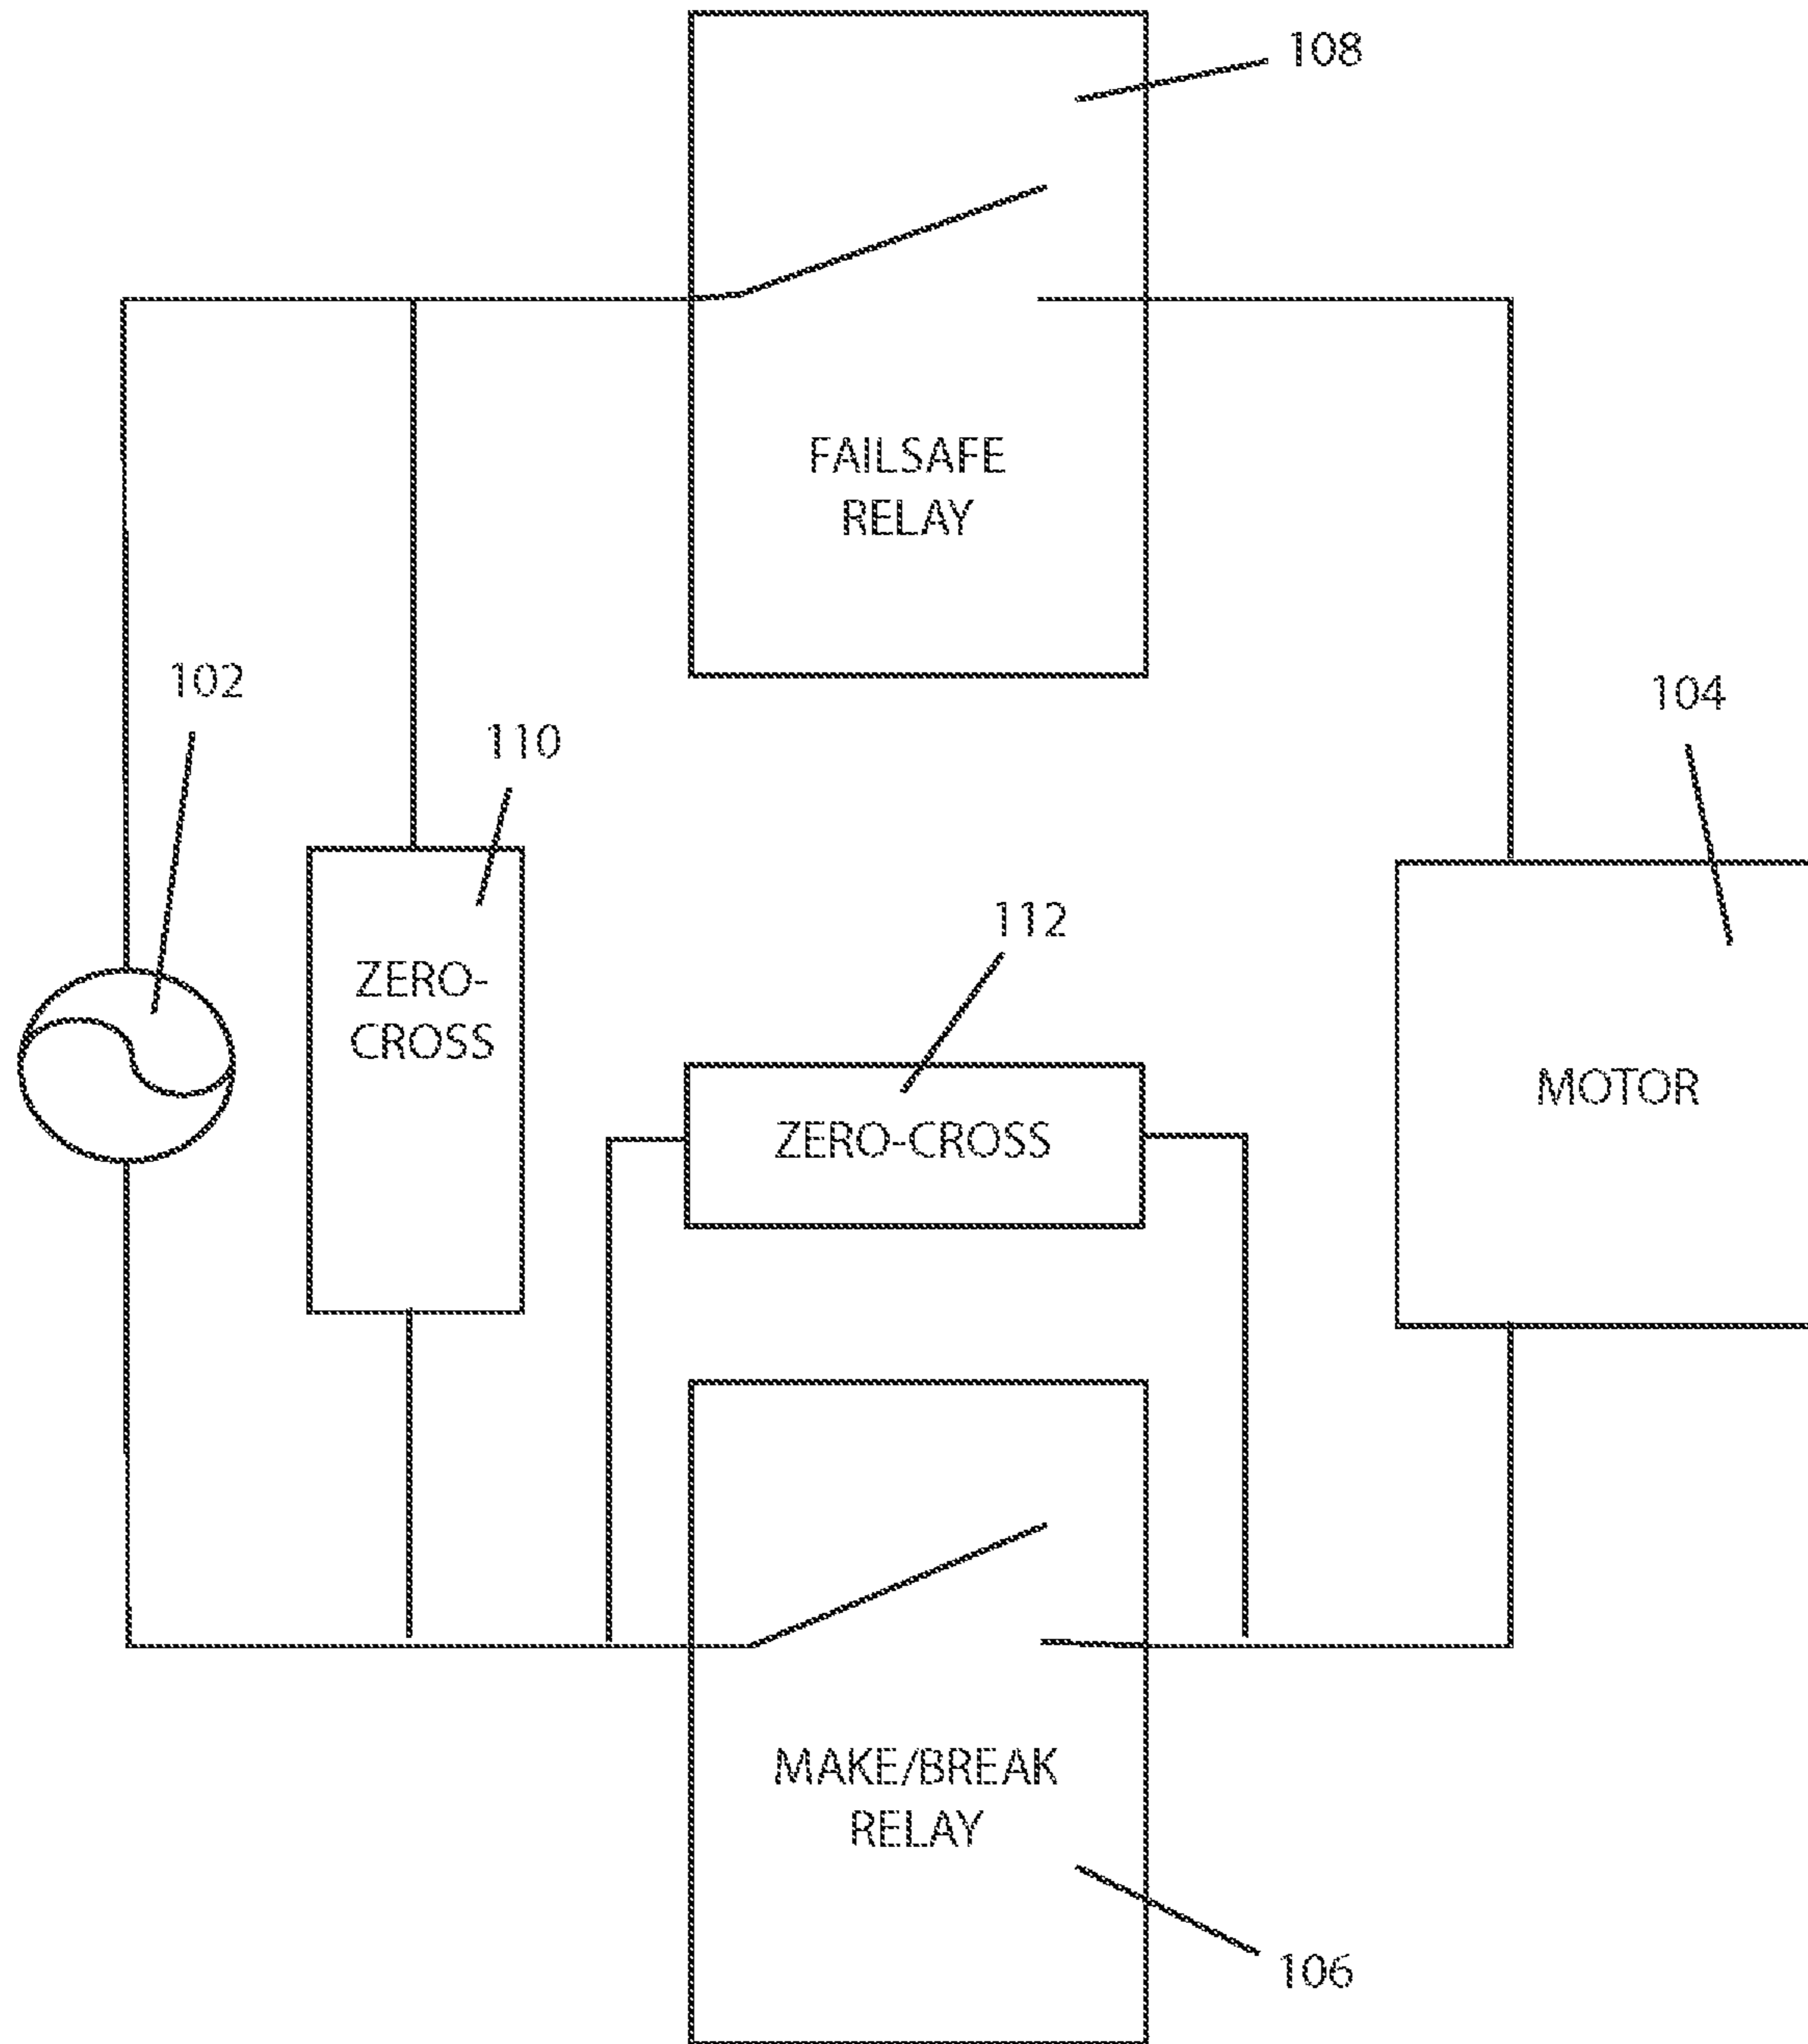 108
FAILSAFE
RELAY
102
104
110
112
ZERO-
CROSS
MOTOR
ZERO-CROSS
MAKE/BREAK
RELAY
106